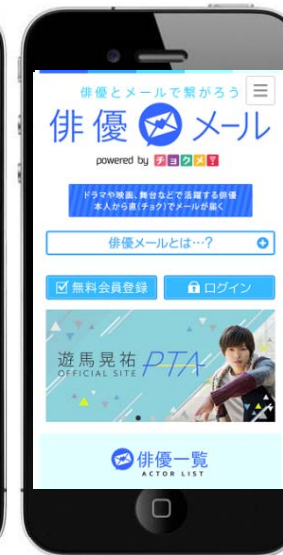 俳優とメールで繋がろう
俳優メール
powered by チョクメ!
ドラマや映画、舞台などで活躍する俳優
本人から直(チョク)でメールが届く
俳優メールとは…?
無料会員登録
ログイン
遊馬晃祐 PTA
OFFICIAL SITE
俳優一覧
ACTOR LIST